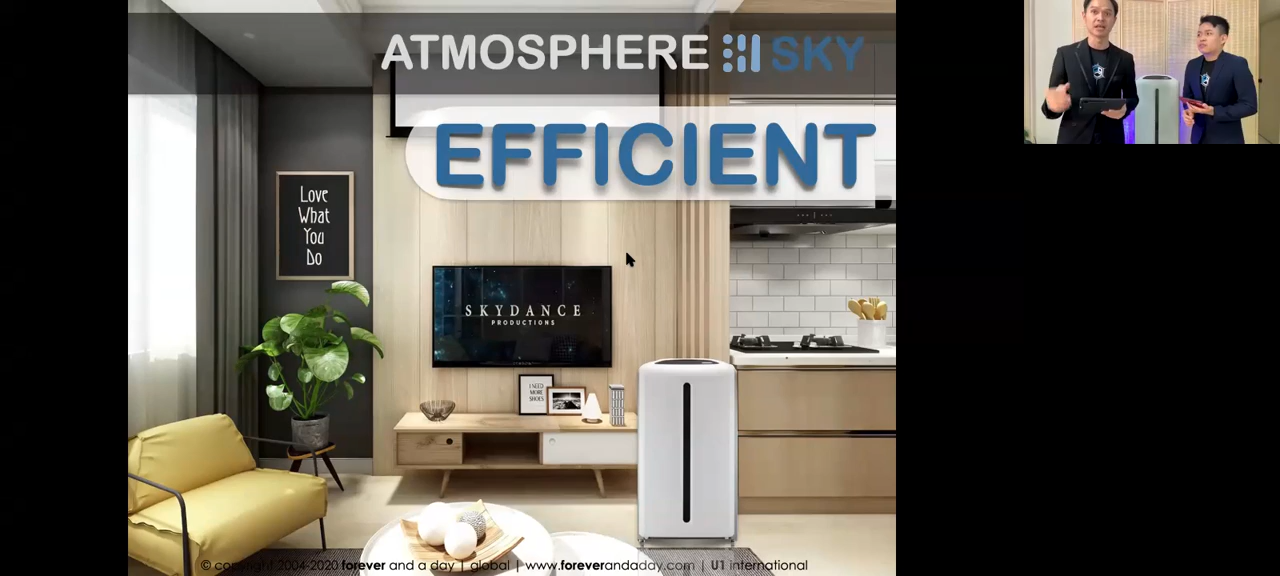 ATMOSPHERE SKY
EFFICIENT
Love
What
You
Do
SKYDANCE
PRODUCTIONS
I NEED
MORE
SHOES
© copyright 2004-2020 forever and a day | global | www.foreverandaday.com | U1 international